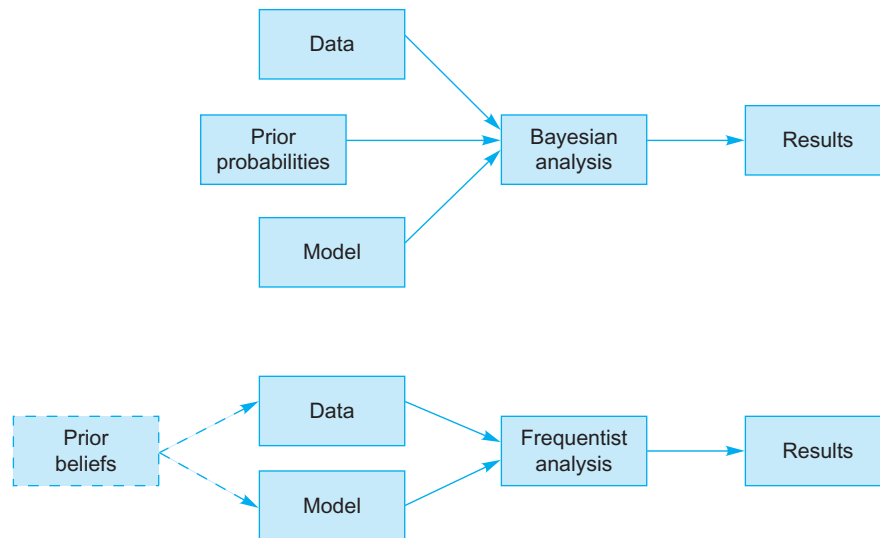 Data
Prior
probabilities
Bayesian
analysis
Results
Model
Prior
beliefs
Data
Frequentist
analysis
Results
Model